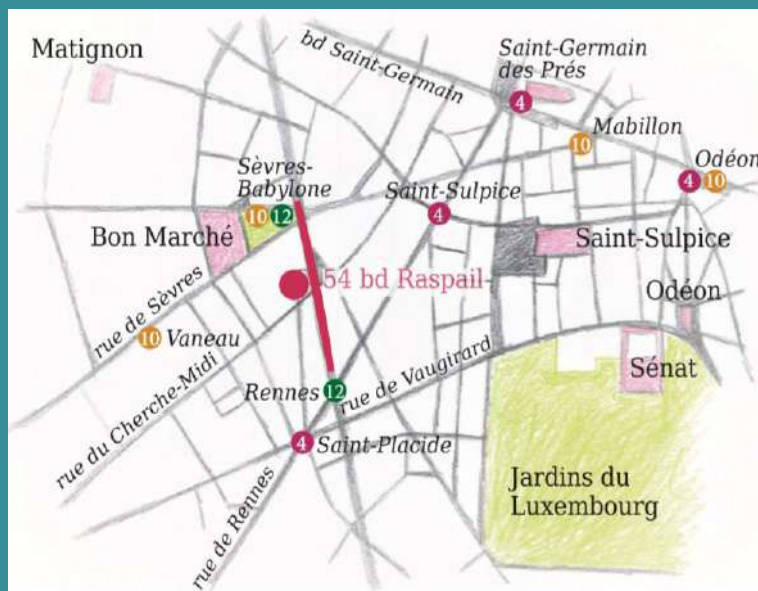 Matignon
bd Saint-Germain
Saint-Germain
des Prés
4
10
Mabillon
Sèvres-
Babylone
10
12
Saint-Sulpice
4
Odéon
4
10
Bon Marché
Saint-Sulpice
54 bd Raspail
Odéon
rue de Sèvres
10
Vaneau
rue du Cherche-Midi
Rennes
12
rue de Vaugirard
Sénat
4
Saint-Placide
rue de Rennes
Jardins du
Luxembourg